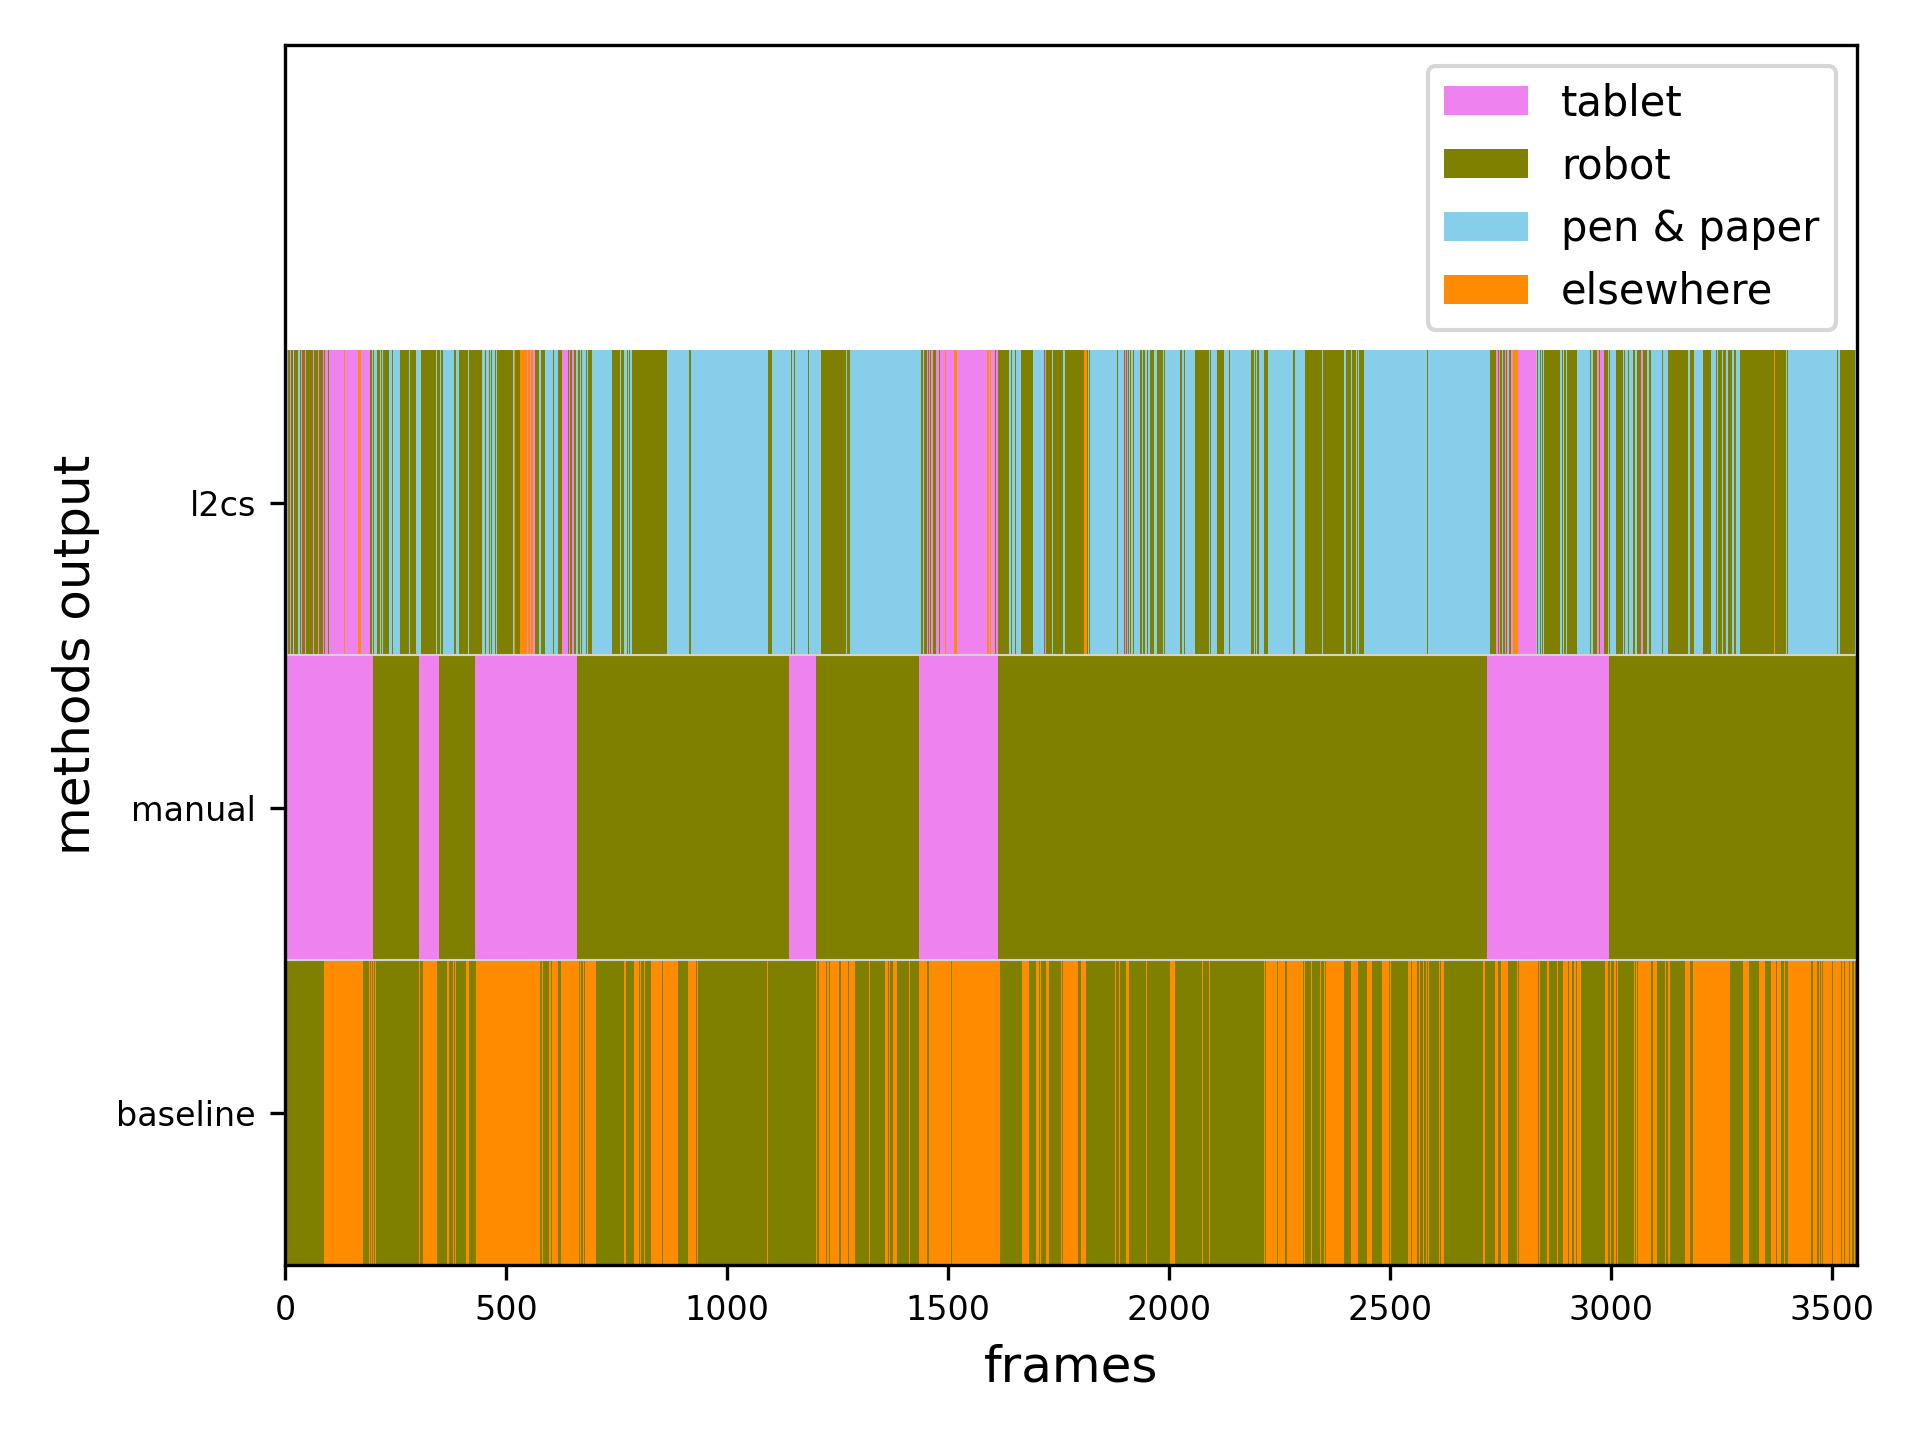 tablet
robot
pen & paper
elsewhere
methods output
l2cs
manual
baseline
0 500 1000 1500 2000 2500 3000 3500
frames